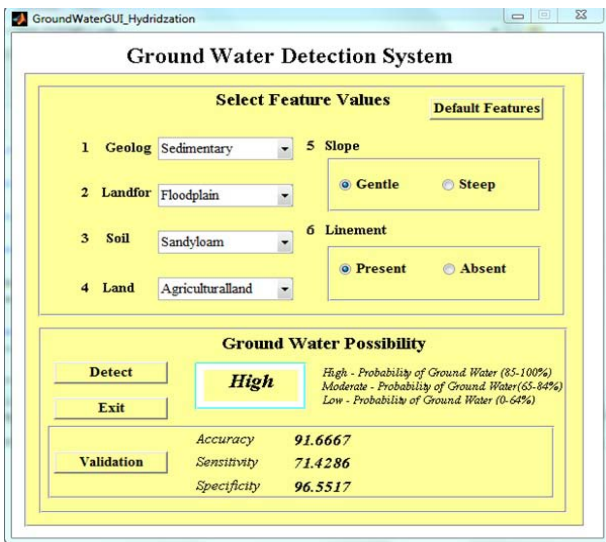 GroundWaterGUI_Hydridzation
Ground Water Detection System
Select Feature Values
Default Features
1 Geolog Sedimentary
2 Landfor Floodplain
3 Soil Sandyloam
4 Land Agriculturalland
5 Slope
Gentle Steep
6 Linement
Present Absent
Ground Water Possibility
Detect
Exit
High
High - Probability of Ground Water (85-100%)
Moderate - Probability of Ground Water(65-84%)
Low - Probability of Ground Water (0-64%)
Validation
Accuracy 91.6667
Sensitivity 71.4286
Specificity 96.5517